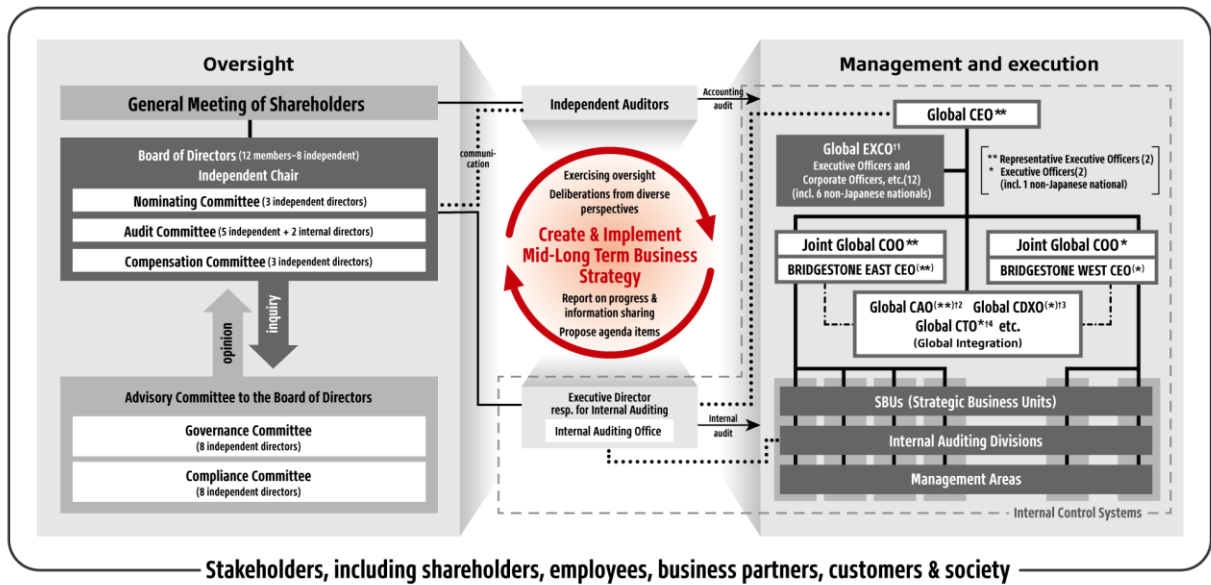 Oversight
General Meeting of Shareholders
Board of Directors (12 members–8 independent)
Independent Chair
Nominating Committee (3 independent directors)
Audit Committee (5 independent + 2 internal directors)
Compensation Committee (3 independent directors)
opinion
inquiry
Advisory Committee to the Board of Directors
Governance Committee
(8 independent directors)
Compliance Committee
(8 independent directors)
communi-
cation
Independent Auditors
Accounting
audit
Exercising oversight
Deliberations from diverse
perspectives
Create & Implement
Mid-Long Term Business
Strategy
Report on progress &
information sharing
Propose agenda items
Executive Director
resp. for Internal Auditing
Internal Auditing Office
Internal
audit
Management and execution
Global CEO**
Global EXCO†1
Executive Officers and
Corporate Officers, etc.(12)
(incl. 6 non-Japanese nationals)
** Representative Executive Officers (2)
* Executive Officers(2)
(incl. 1 non-Japanese national)
Joint Global COO**
BRIDGESTONE EAST CEO(**)
Joint Global COO*
BRIDGESTONE WEST CEO(*)
Global CAO(**)†2 Global CDXO(*)†3
Global CTO*†4 etc.
(Global Integration)
SBUs (Strategic Business Units)
Internal Auditing Divisions
Management Areas
Internal Control Systems
Stakeholders, including shareholders, employees, business partners, customers & society